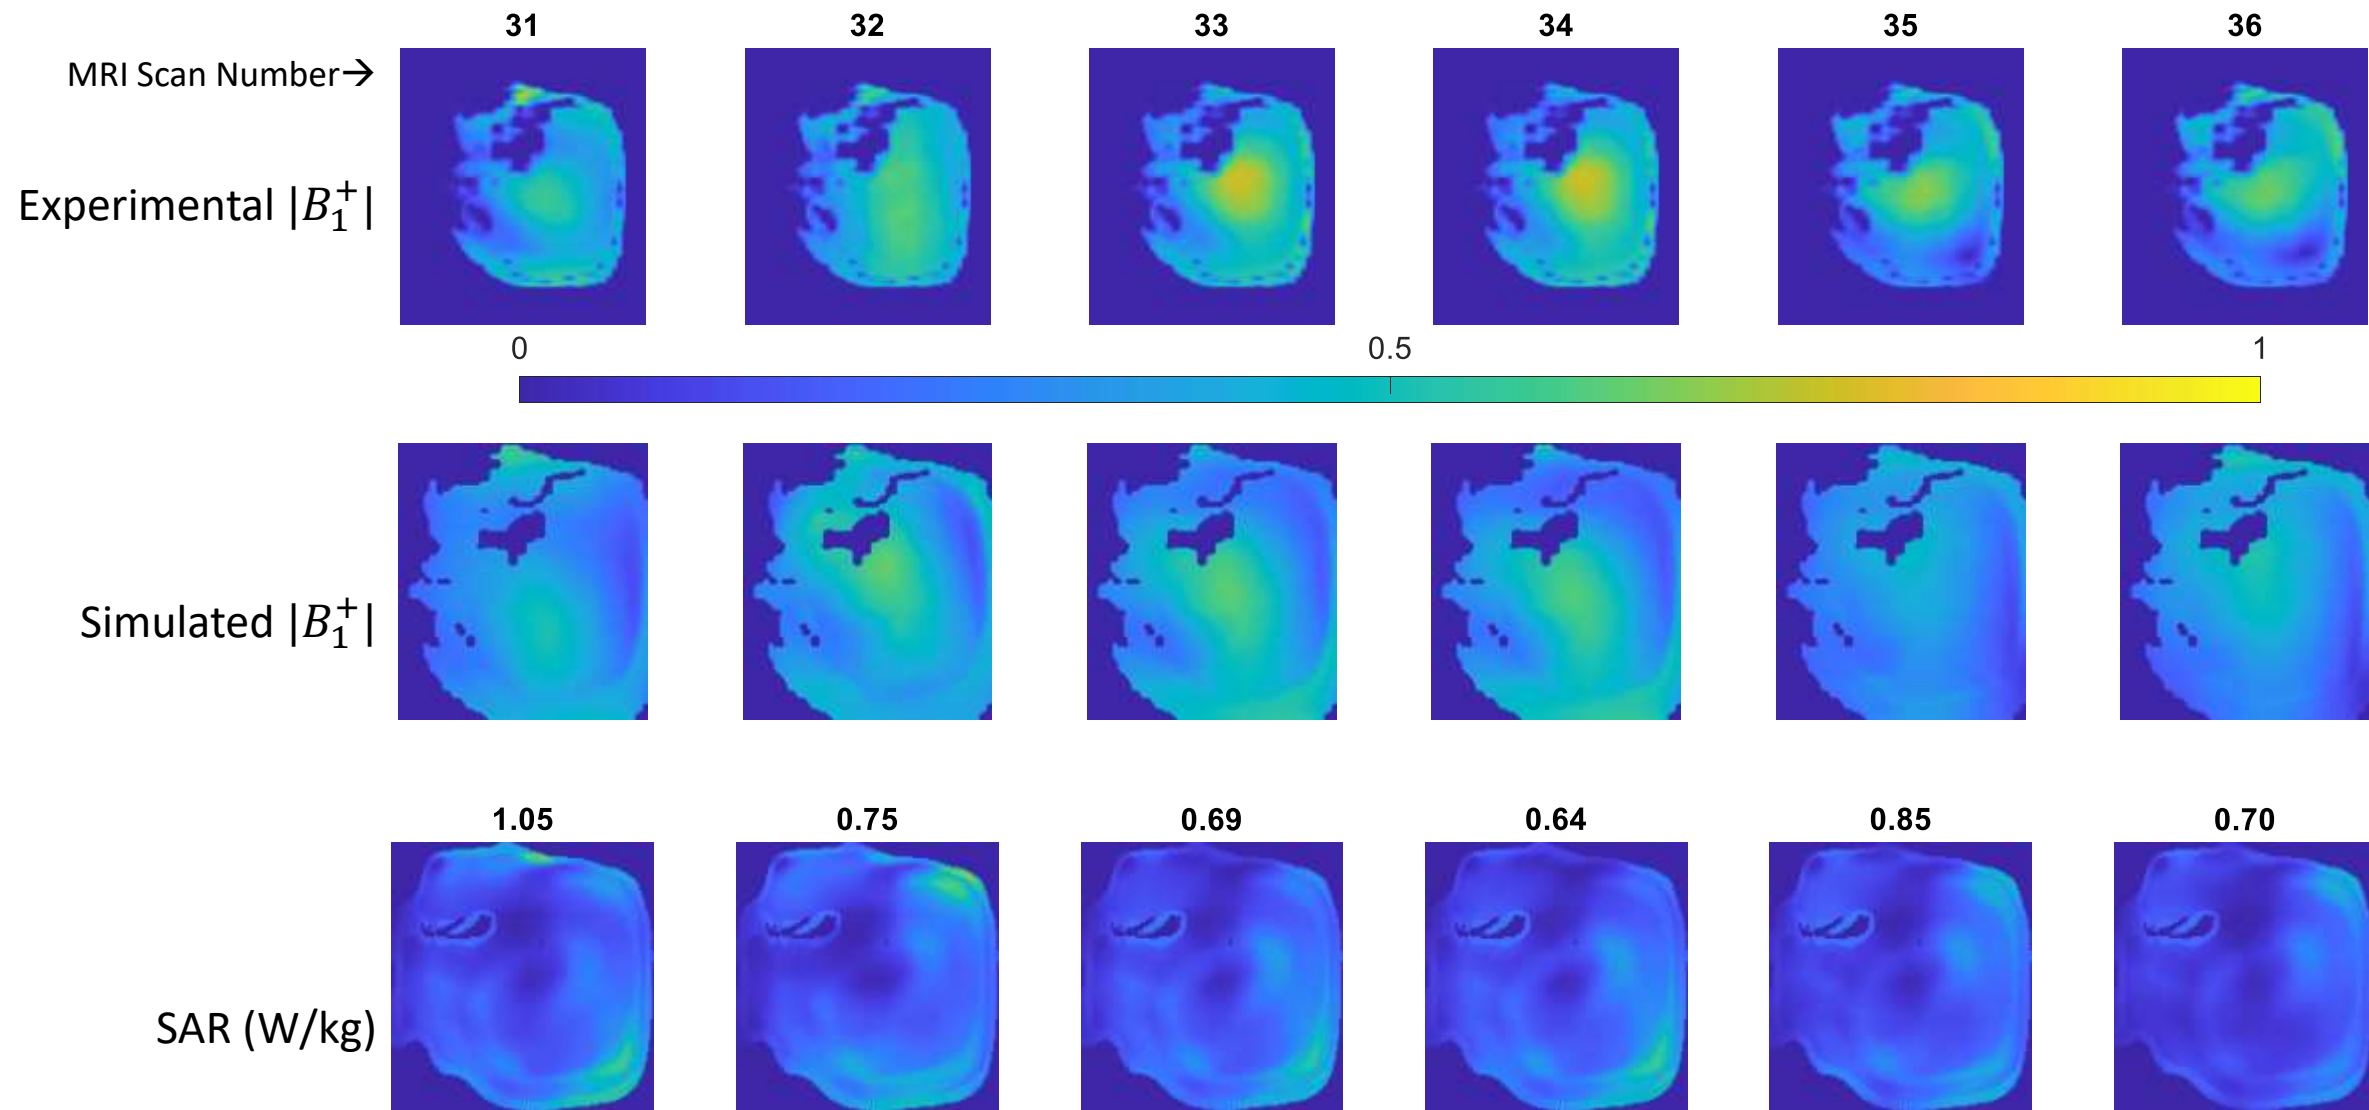 31 32 33 34 35 36
MRI Scan Number→
Experimental |B₁⁺|
0 0.5 1
Simulated |B₁⁺|
1.05 0.75 0.69 0.64 0.85 0.70
SAR (W/kg)